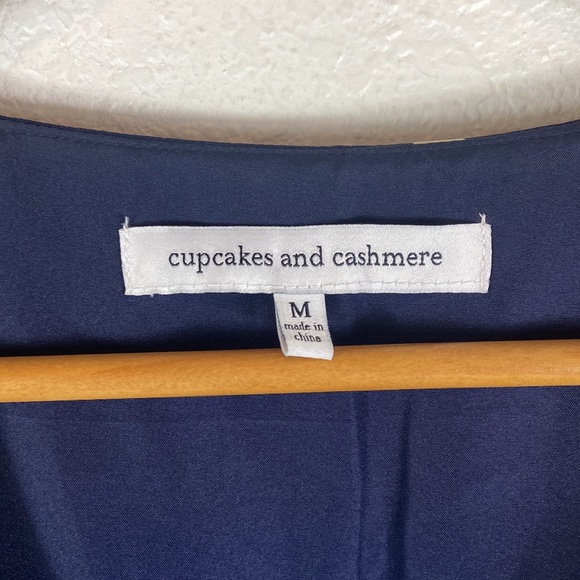 cupcakes and cashmere
M
made in
china